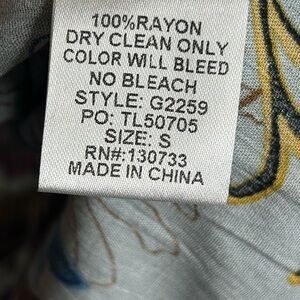 100%RAYON
DRY CLEAN ONLY
COLOR WILL BLEED
NO BLEACH
STYLE: G2259
PO: TL50705
SIZE: S
RN#:130733
MADE IN CHINA